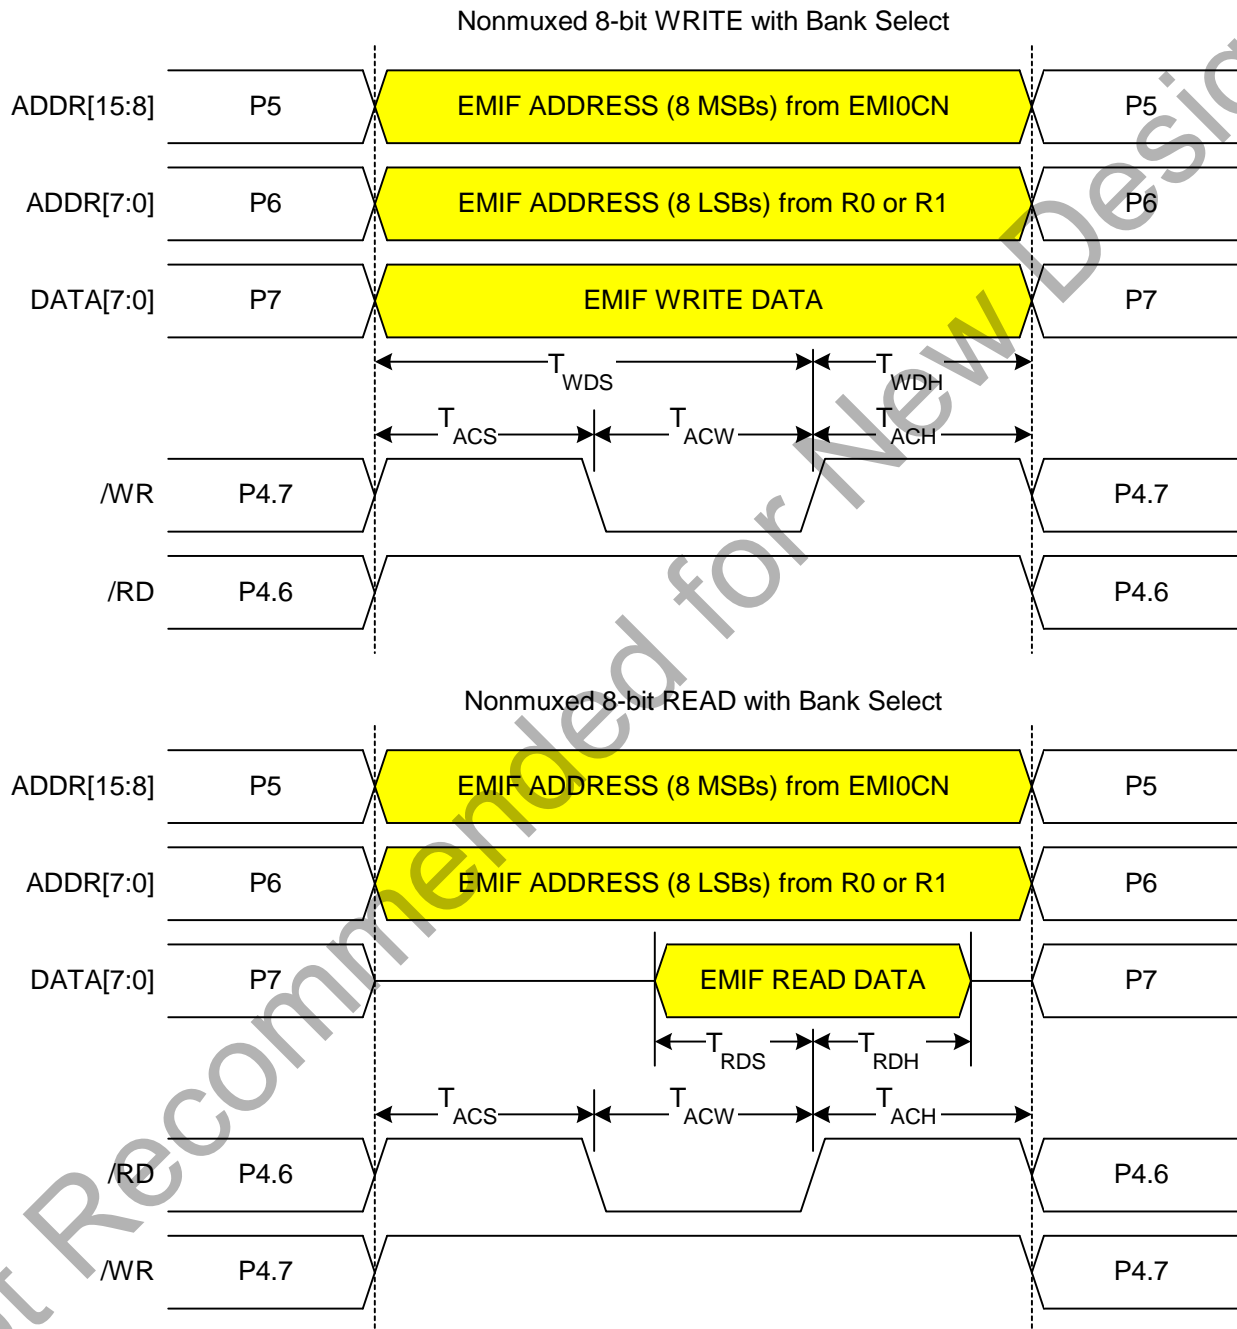 Nonmuxed 8-bit WRITE with Bank Select
ADDR[15:8] P5 EMIF ADDRESS (8 MSBs) from EMI0CN P5
ADDR[7:0] P6 EMIF ADDRESS (8 LSBs) from R0 or R1 P6
DATA[7:0] P7 EMIF WRITE DATA P7
TWDS TWDH
TACS TACW TACH
/WR P4.7 P4.7
/RD P4.6 P4.6
Nonmuxed 8-bit READ with Bank Select
ADDR[15:8] P5 EMIF ADDRESS (8 MSBs) from EMI0CN P5
ADDR[7:0] P6 EMIF ADDRESS (8 LSBs) from R0 or R1 P6
DATA[7:0] P7 EMIF READ DATA P7
TRDS TRDH
TACS TACW TACH
/RD P4.6 P4.6
/WR P4.7 P4.7
Recommended for New